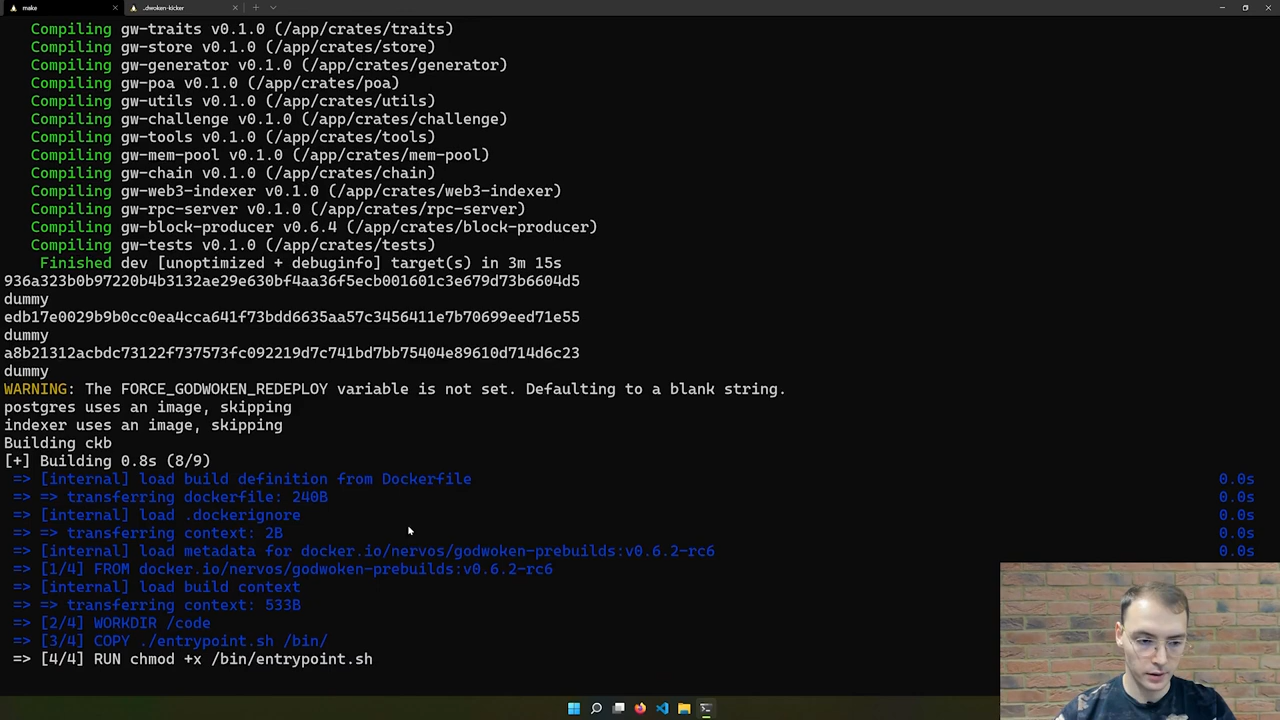 make
..dwoken-kicker
Compiling gw-traits v0.1.0 (/app/crates/traits)
Compiling gw-store v0.1.0 (/app/crates/store)
Compiling gw-generator v0.1.0 (/app/crates/generator)
Compiling gw-poa v0.1.0 (/app/crates/poa)
Compiling gw-utils v0.1.0 (/app/crates/utils)
Compiling gw-challenge v0.1.0 (/app/crates/challenge)
Compiling gw-tools v0.1.0 (/app/crates/tools)
Compiling gw-mem-pool v0.1.0 (/app/crates/mem-pool)
Compiling gw-chain v0.1.0 (/app/crates/chain)
Compiling gw-web3-indexer v0.1.0 (/app/crates/web3-indexer)
Compiling gw-rpc-server v0.1.0 (/app/crates/rpc-server)
Compiling gw-block-producer v0.6.4 (/app/crates/block-producer)
Compiling gw-tests v0.1.0 (/app/crates/tests)
Finished dev [unoptimized + debuginfo] target(s) in 3m 15s
936a323b0b97220b4b3132ae29e630bf4aa36f5ecb001601c3e679d73b6604d5
dummy
edb17e0029b9b0cc0ea4cca641f73bdd6635aa57c3456411e7b70699eed71e55
dummy
a8b21312acbdc73122f737573fc092219d7c741bd7bb75404e89610d714d6c23
dummy
WARNING: The FORCE_GODWOKEN_REDEPLOY variable is not set. Defaulting to a blank string.
postgres uses an image, skipping
indexer uses an image, skipping
Building ckb
[+] Building 0.8s (8/9)
=> [internal] load build definition from Dockerfile 0.0s
=> => transferring dockerfile: 240B 0.0s
=> [internal] load .dockerignore 0.0s
=> => transferring context: 2B 0.0s
=> [internal] load metadata for docker.io/nervos/godwoken-prebuilds:v0.6.2-rc6 0.0s
=> [1/4] FROM docker.io/nervos/godwoken-prebuilds:v0.6.2-rc6
=> [internal] load build context
=> => transferring context: 533B
=> [2/4] WORKDIR /code
=> [3/4] COPY ./entrypoint.sh /bin/
=> [4/4] RUN chmod +x /bin/entrypoint.sh